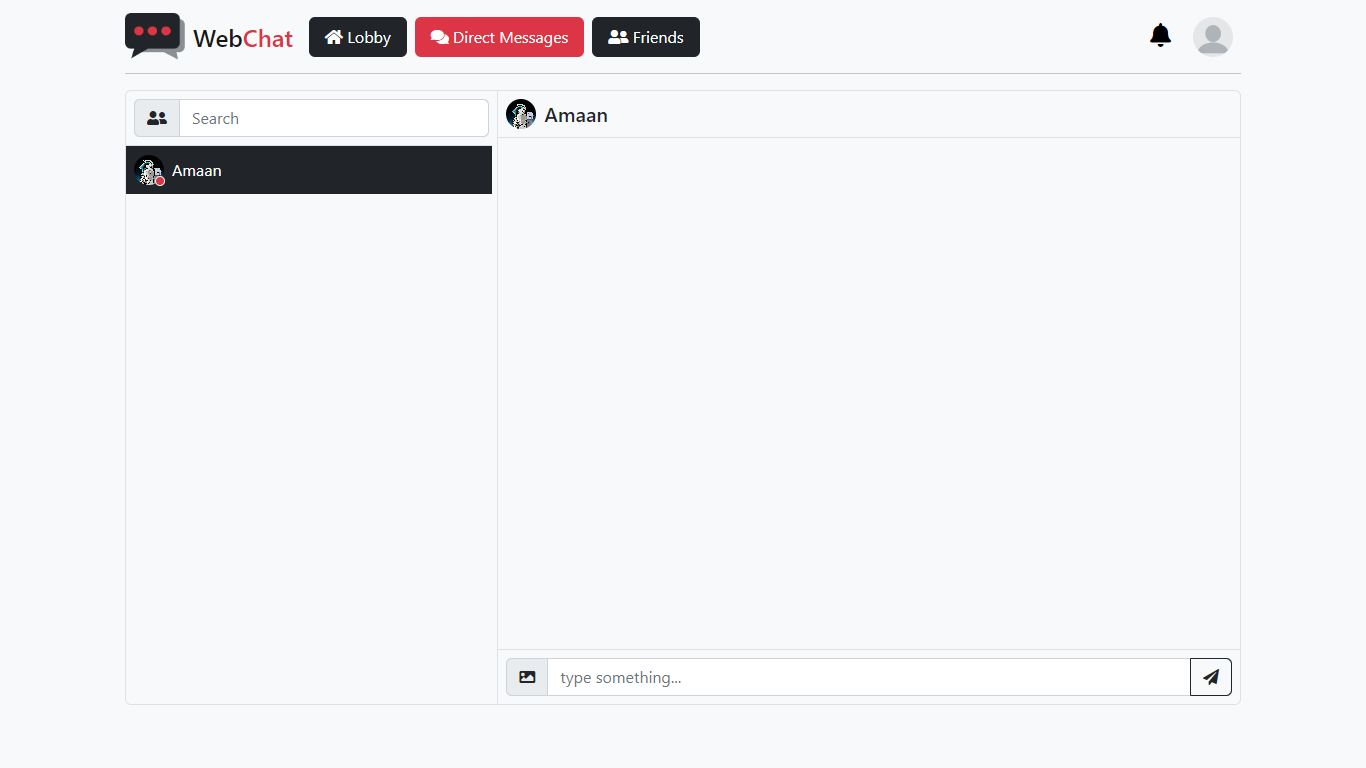 WebChat
Lobby
Direct Messages
Friends
Search
Amaan
Amaan
type something...